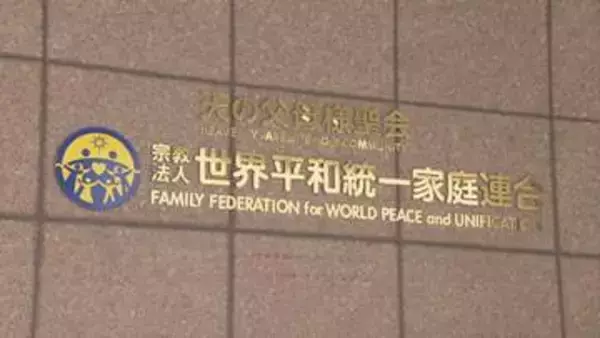 天の父母様聖会
宗教
法人
世界平和統一家庭連合
FAMILY FEDERATION for WORLD PEACE and UNIFICATION